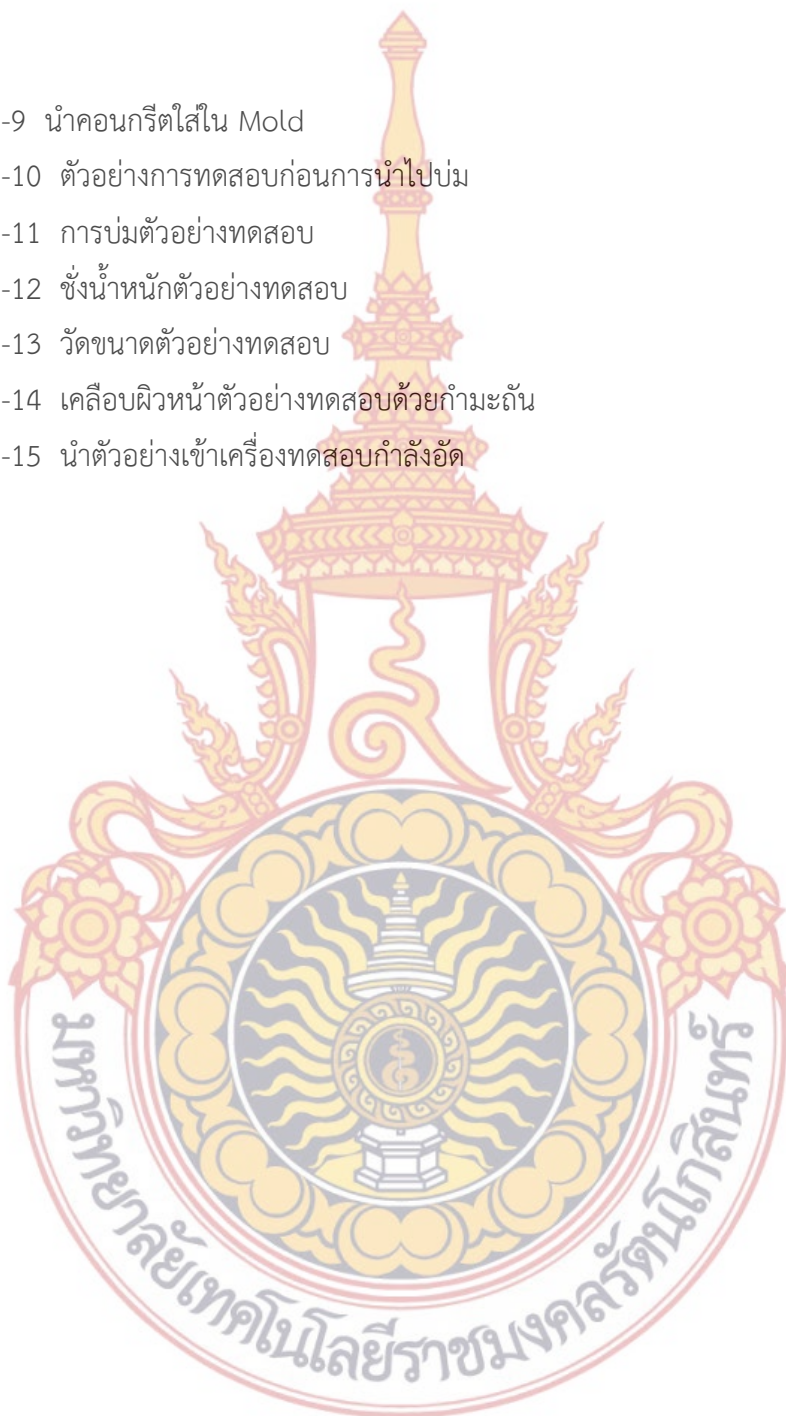 -9 นำคอนกรีตใส่ใน Mold
-10 ตัวอย่างการทดสอบก่อนการนำไปบ่ม
-11 การบ่มตัวอย่างทดสอบ
-12 ชั่งน้ำหนักตัวอย่างทดสอบ
-13 วัดขนาดตัวอย่างทดสอบ
-14 เคลือบผิวหน้าตัวอย่างทดสอบด้วยกำมะถัน
-15 นำตัวอย่างเข้าเครื่องทดสอบกำลังอัด
มหาวิทยาลัยเทคโนโลยีราชมงคลรัตนโกสินทร์